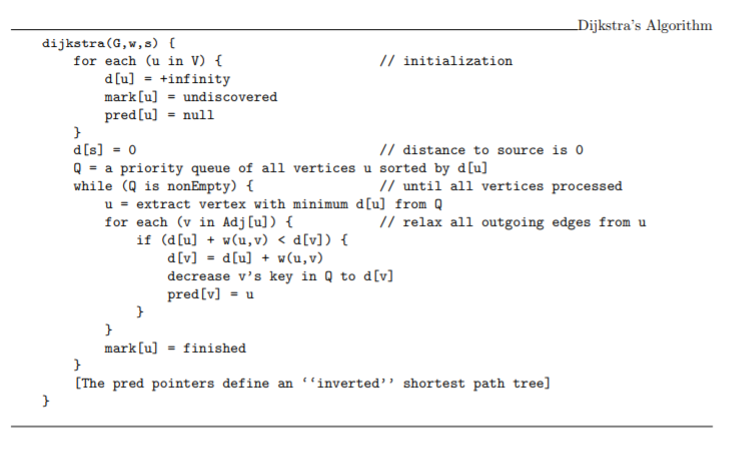 Dijkstra's Algorithm
dijkstra(G,w,s) {
    for each (u in V) {                    // initialization
        d[u] = +infinity
        mark[u] = undiscovered
        pred[u] = null
    }
    d[s] = 0                               // distance to source is 0
    Q = a priority queue of all vertices u sorted by d[u]
    while (Q is nonEmpty) {                // until all vertices processed
        u = extract vertex with minimum d[u] from Q
        for each (v in Adj[u]) {           // relax all outgoing edges from u
            if (d[u] + w(u,v) < d[v]) {
                d[v] = d[u] + w(u,v)
                decrease v's key in Q to d[v]
                pred[v] = u
            }
        }
        mark[u] = finished
    }
    [The pred pointers define an ‘‘inverted’’ shortest path tree]
}